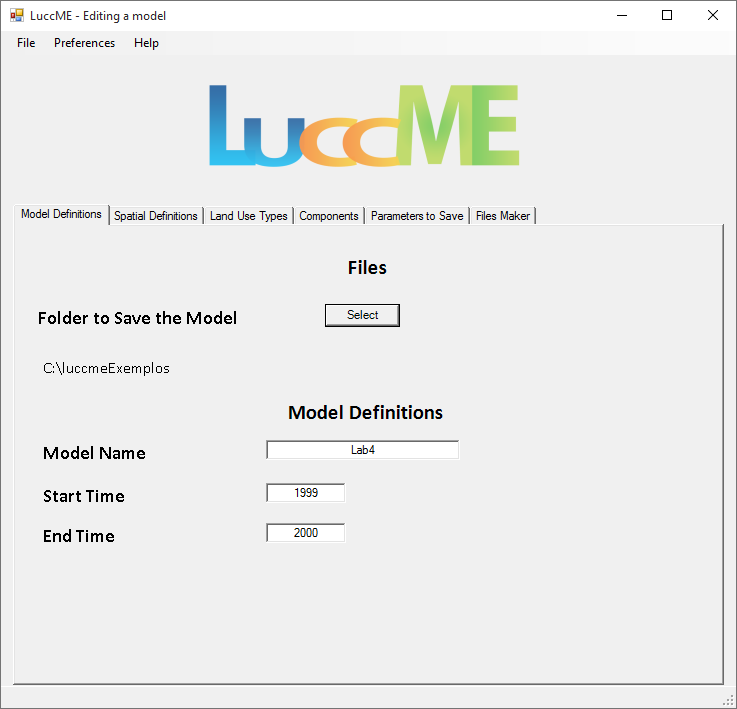 LuccME - Editing a model
File Preferences Help
LuccME
Model Definitions Spatial Definitions Land Use Types Components Parameters to Save Files Maker
Files
Folder to Save the Model Select
C:\luccmeExemplos
Model Definitions
Model Name Lab4
Start Time 1999
End Time 2000